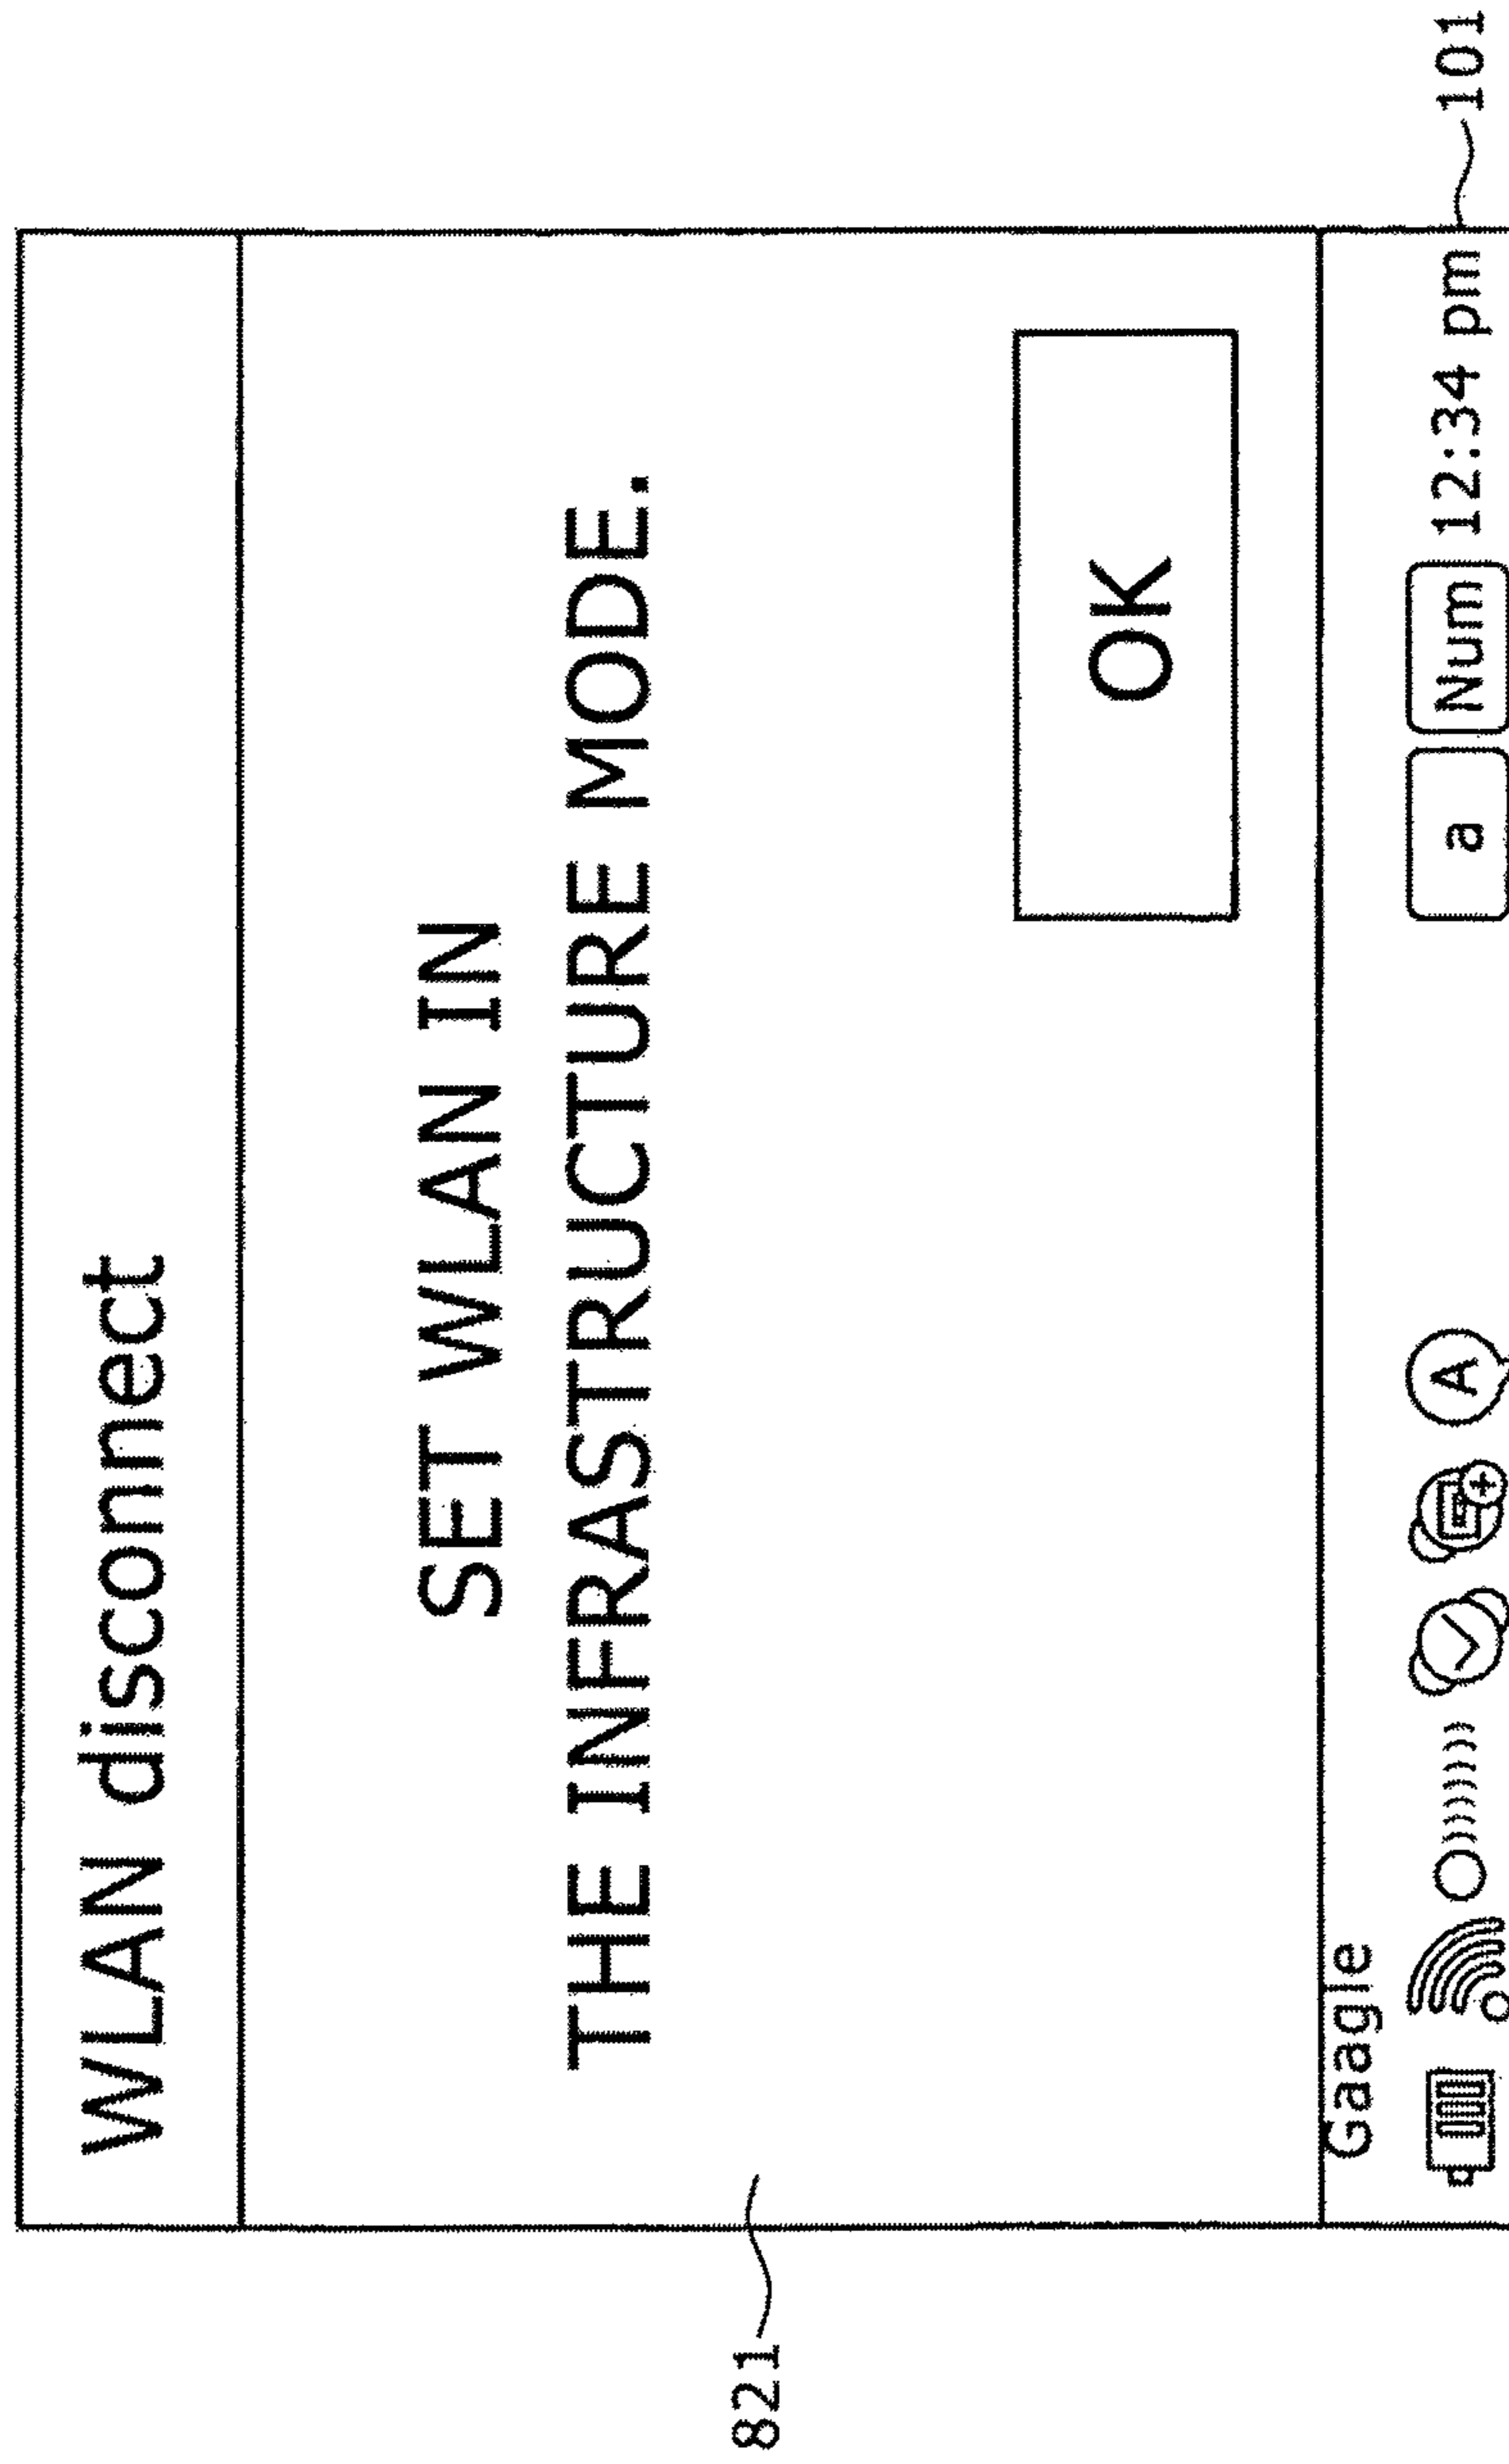 WLAN disconnect
SET WLAN IN
THE INFRASTRUCTURE MODE.
821
OK
Gaagle
A
a
Num
12:34 pm
101